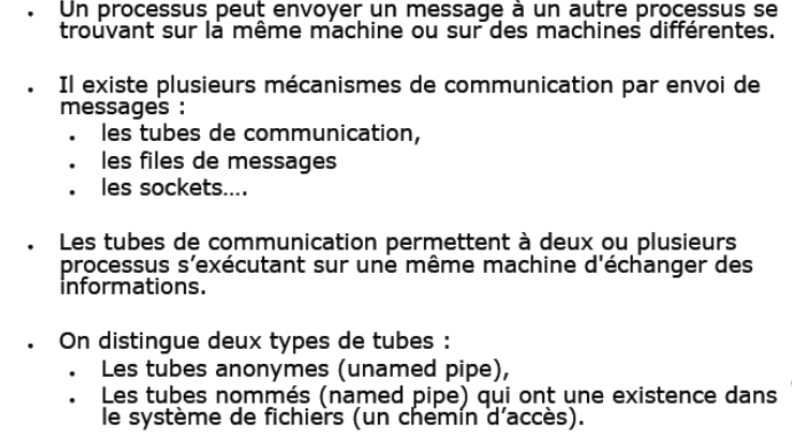 • Un processus peut envoyer un message à un autre processus se
trouvant sur la même machine ou sur des machines différentes.
• Il existe plusieurs mécanismes de communication par envoi de
messages :
• les tubes de communication,
• les files de messages
• les sockets….
• Les tubes de communication permettent à deux ou plusieurs
processus s’exécutant sur une même machine d'échanger des
informations.
• On distingue deux types de tubes :
• Les tubes anonymes (unamed pipe),
• Les tubes nommés (named pipe) qui ont une existence dans
le système de fichiers (un chemin d’accès).